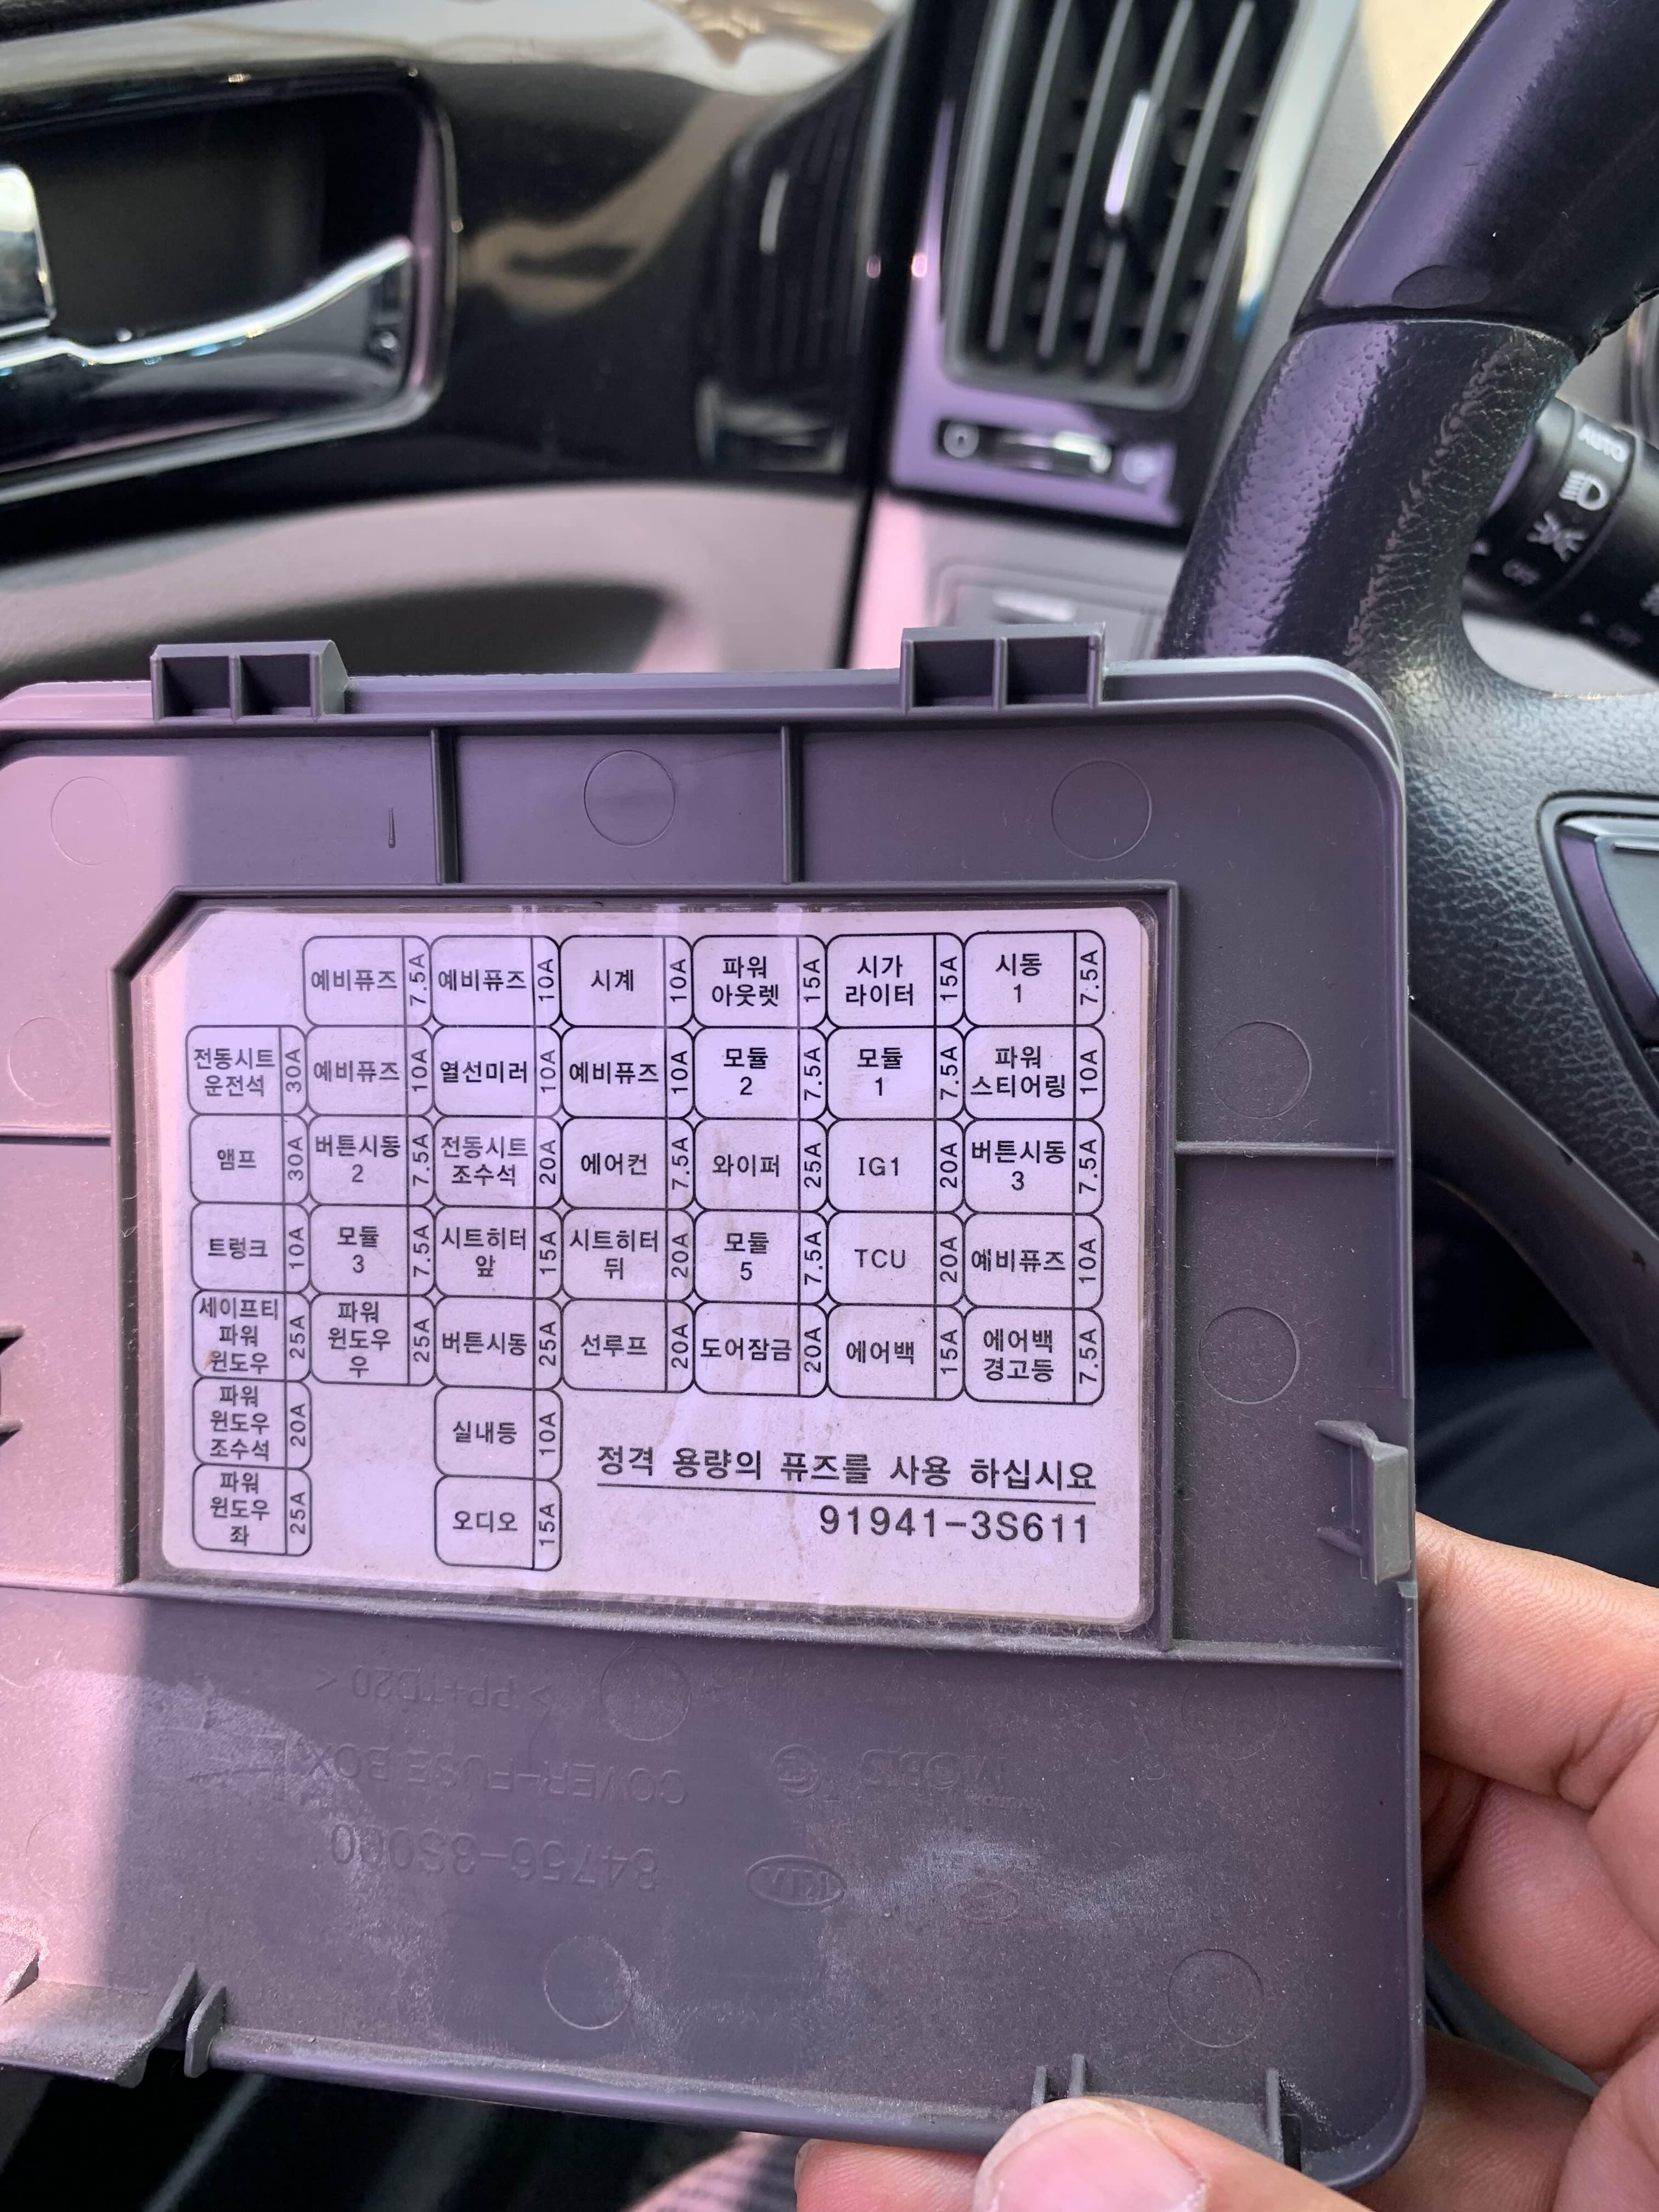 AUTO
OFF
OFF
예비퓨즈 7.5A 예비퓨즈 10A 시계 10A 파워 아웃렛 15A 시가 라이터 15A 시동 1 7.5A
전동시트 운전석 30A 예비퓨즈 10A 열선미러 10A 예비퓨즈 10A 모듈 2 7.5A 모듈 1 7.5A 파워 스티어링 10A
앰프 30A 버튼시동 2 7.5A 전동시트 조수석 20A 에어컨 7.5A 와이퍼 25A IG1 20A 버튼시동 3 7.5A
트렁크 10A 모듈 3 7.5A 시트히터 앞 15A 시트히터 뒤 20A 모듈 5 7.5A TCU 20A 예비퓨즈 10A
세이프티 파워 윈도우 25A 파워 윈도우 우 25A 버튼시동 25A 선루프 20A 도어잠금 20A 에어백 15A 에어백 경고등 7.5A
파워 윈도우 조수석 20A 실내등 10A
파워 윈도우 좌 25A 오디오 15A
정격 용량의 퓨즈를 사용 하십시요
91941-3S611
> PP+TD20 <
COVER-FUSE BOX
MOBIS
KIA